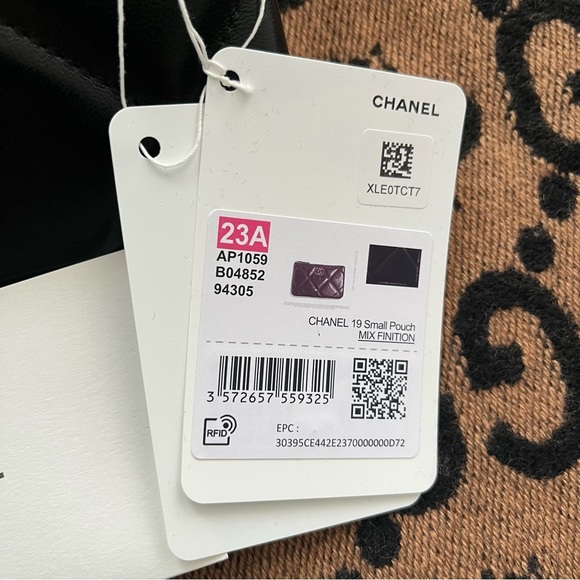 CHANEL
XLE0TCT7
23A
AP1059
B04852
94305
CHANEL 19 Small Pouch
MIX FINITION
3 572657 559325
RFID
EPC :
30395CE442E2370000000D72